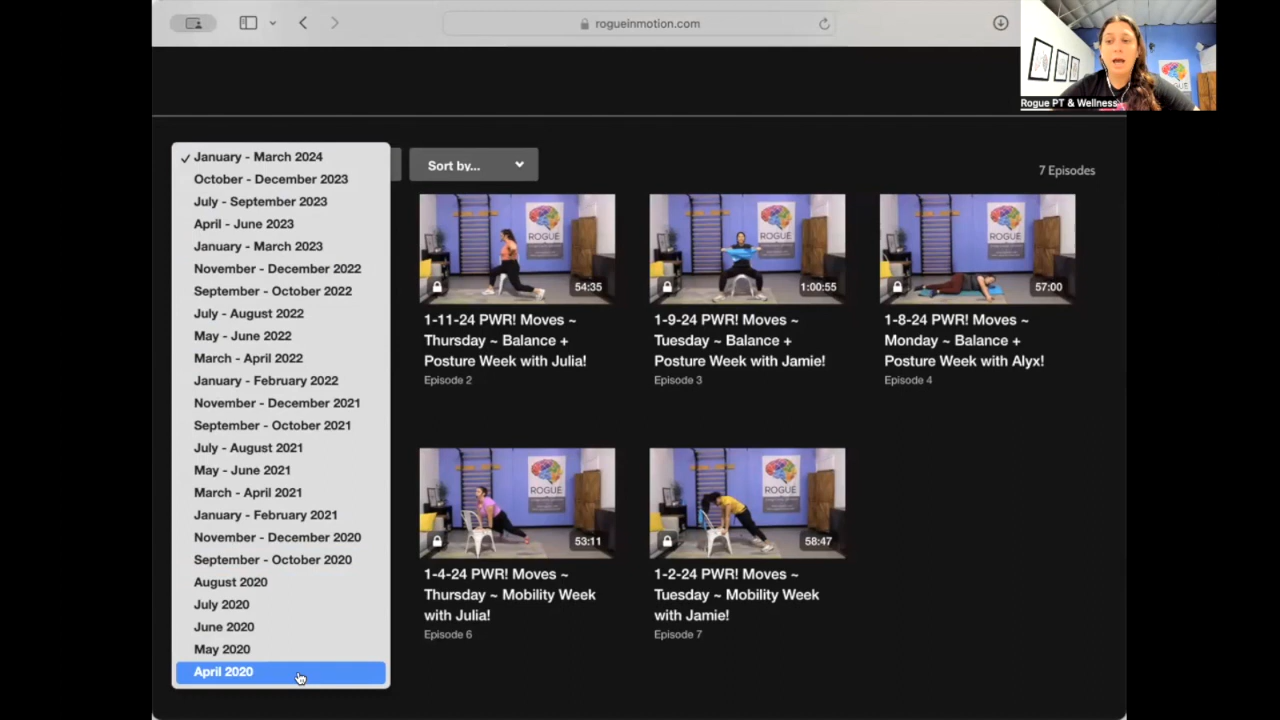 rogueinmotion.com
Rogue PT & Wellness
January - March 2024
October - December 2023
July - September 2023
April - June 2023
January - March 2023
November - December 2022
September - October 2022
July - August 2022
May - June 2022
March - April 2022
January - February 2022
November - December 2021
September - October 2021
July - August 2021
May - June 2021
March - April 2021
January - February 2021
November - December 2020
September - October 2020
August 2020
July 2020
June 2020
May 2020
April 2020
Sort by...
7 Episodes
ROGUE
54:35
1-11-24 PWR! Moves ~
Thursday ~ Balance +
Posture Week with Julia!
Episode 2
ROGUE
1:00:55
1-9-24 PWR! Moves ~
Tuesday ~ Balance +
Posture Week with Jamie!
Episode 3
ROGUE
57:00
1-8-24 PWR! Moves ~
Monday ~ Balance +
Posture Week with Alyx!
Episode 4
ROGUE
53:11
1-4-24 PWR! Moves ~
Thursday ~ Mobility Week
with Julia!
Episode 6
ROGUE
58:47
1-2-24 PWR! Moves ~
Tuesday ~ Mobility Week
with Jamie!
Episode 7